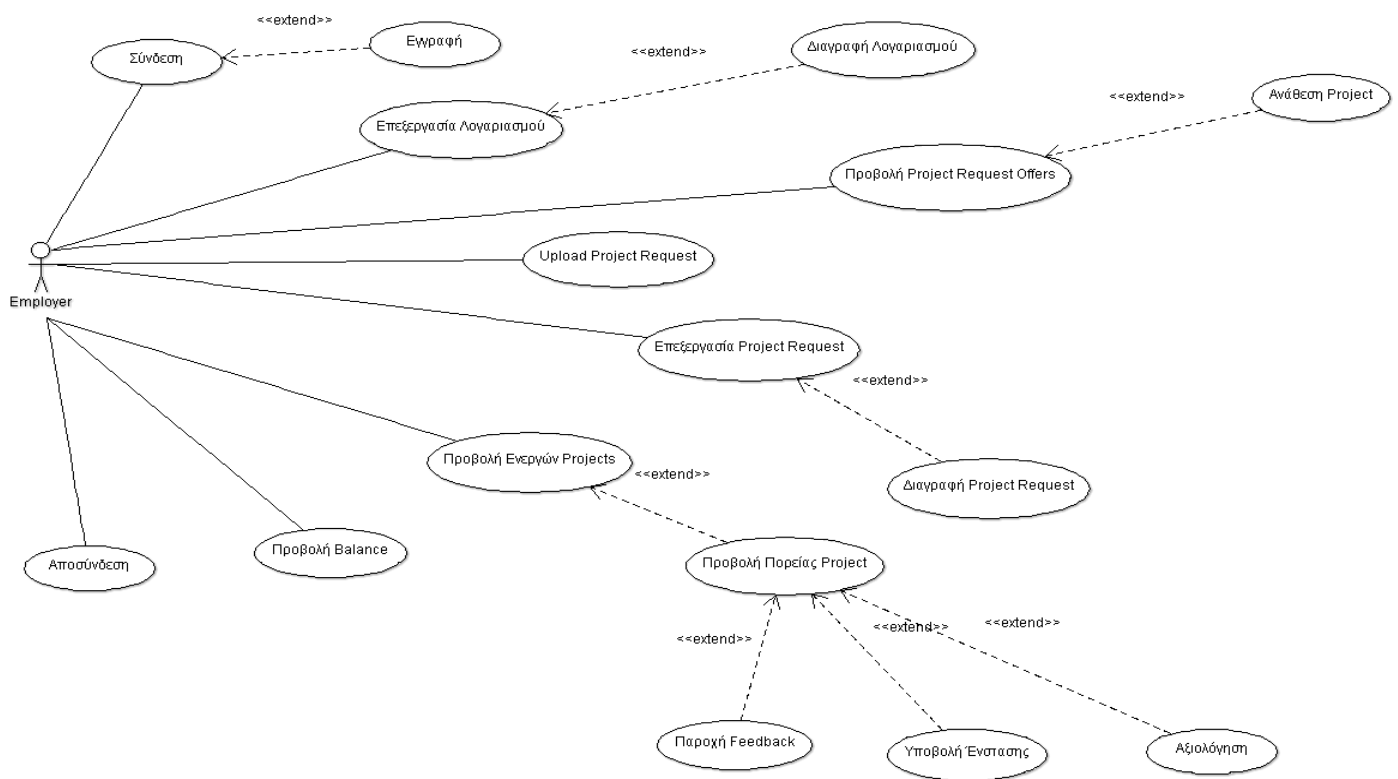 <<extend>>
Σύνδεση
Εγγραφή
<<extend>>
Διαγραφή Λογαριασμού
Επεξεργασία Λογαριασμού
<<extend>>
Ανάθεση Project
Προβολή Project Request Offers
Upload Project Request
Employer
Επεξεργασία Project Request
<<extend>>
Προβολή Ενεργών Projects
<<extend>>
Διαγραφή Project Request
Αποσύνδεση
Προβολή Balance
Προβολή Πορείας Project
<<extend>>
<<extend>>
<<extend>>
Παροχή Feedback
Υποβολή Ένστασης
Αξιολόγηση